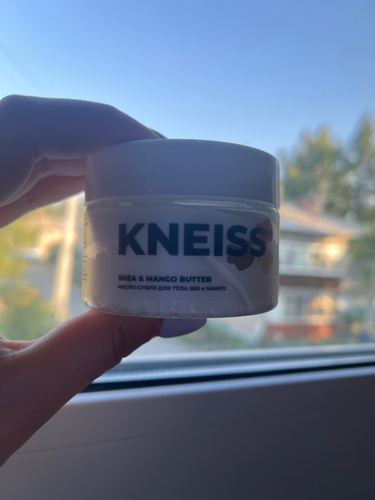 KNEISS
SHEA & MANGO BUTTER
МАСЛО-СУФЛЕ ДЛЯ ТЕЛА ШИ и МАНГО